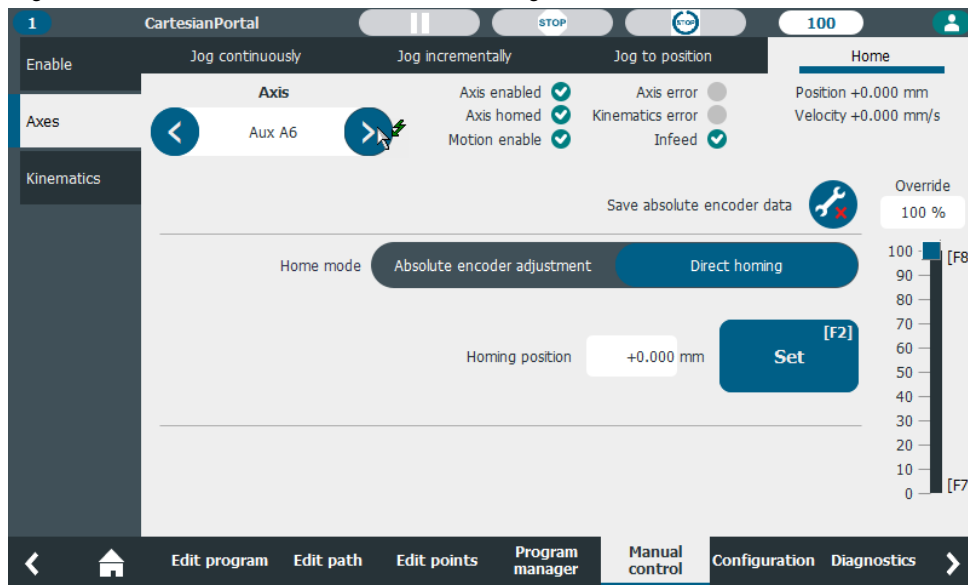 1 CartesianPortal STOP STOP 100
Enable
Axes
Kinematics
Jog continuously Jog incrementally Jog to position Home
Axis
Aux A6
Axis enabled
Axis homed
Motion enable
Axis error
Kinematics error
Infeed
Position +0.000 mm
Velocity +0.000 mm/s
Save absolute encoder data
Override
100 %
Home mode Absolute encoder adjustment Direct homing
Homing position +0.000 mm
[F2]
Set
100 [F8
90
80
70
60
50
40
30
20
10
0 [F7
Edit program Edit path Edit points Program manager Manual control Configuration Diagnostics